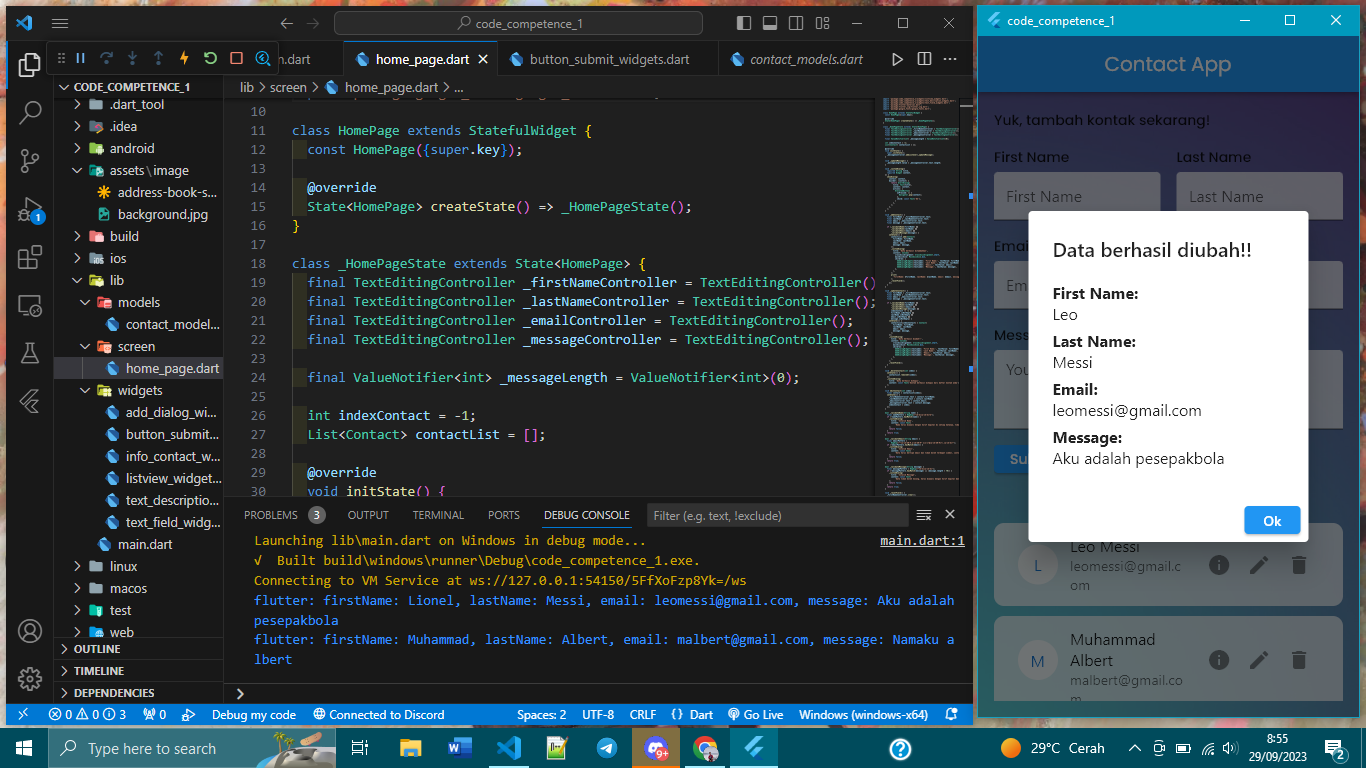 code_competence_1
n.dart
home_page.dart
button_submit_widgets.dart
contact_models.dart
CODE_COMPETENCE_1
.dart_tool
.idea
android
assets\image
address-book-s...
background.jpg
build
ios
lib
models
contact_model...
screen
home_page.dart
widgets
add_dialog_wi...
button_submit...
info_contact_w...
listview_widget...
text_descriptio...
text_field_widg...
main.dart
linux
macos
test
web
OUTLINE
TIMELINE
DEPENDENCIES
1
lib > screen > home_page.dart > ...
10
11 class HomePage extends StatefulWidget {
12 const HomePage({super.key});
13
14 @override
15 State<HomePage> createState() => _HomePageState();
16 }
17
18 class _HomePageState extends State<HomePage> {
19 final TextEditingController _firstNameController = TextEditingController()
20 final TextEditingController _lastNameController = TextEditingController();
21 final TextEditingController _emailController = TextEditingController();
22 final TextEditingController _messageController = TextEditingController();
23
24 final ValueNotifier<int> _messageLength = ValueNotifier<int>(0);
25
26 int indexContact = -1;
27 List<Contact> contactList = [];
28
29 @override
30 void initState() {
PROBLEMS 3 OUTPUT TERMINAL PORTS DEBUG CONSOLE Filter (e.g. text, !exclude)
Launching lib\main.dart on Windows in debug mode... main.dart:1
√ Built build\windows\runner\Debug\code_competence_1.exe.
Connecting to VM Service at ws://127.0.0.1:54150/5FfXoFzp8Yk=/ws
flutter: firstName: Lionel, lastName: Messi, email: leomessi@gmail.com, message: Aku adalah
pesepakbola
flutter: firstName: Muhammad, lastName: Albert, email: malbert@gmail.com, message: Namaku a
lbert
0 0 3 0 Debug my code Connected to Discord Spaces: 2 UTF-8 CRLF {} Dart Go Live Windows (windows-x64)
code_competence_1
Contact App
Yuk, tambah kontak sekarang!
First Name Last Name
First Name Last Name
Emai
Em
Mess
You
Su
Data berhasil diubah!!
First Name:
Leo
Last Name:
Messi
Email:
leomessi@gmail.com
Message:
Aku adalah pesepakbola
Ok
L
Leo Messi
leomessi@gmail.c
om
M
Muhammad
Albert
malbert@gmail.co
m
Type here to search
9+
29°C Cerah
8:55
29/09/2023
2